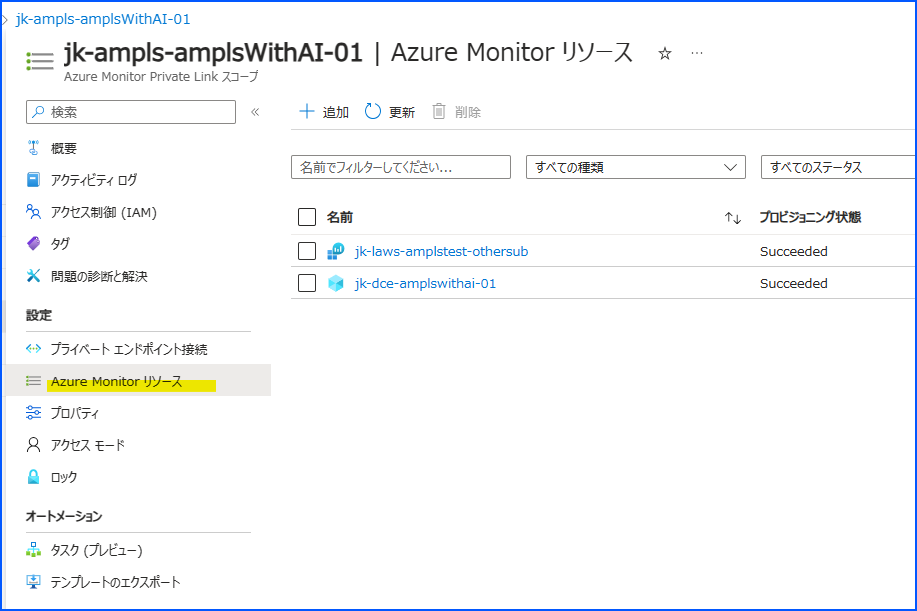 jk-ampls-amplsWithAI-01
jk-ampls-amplsWithAI-01 | Azure Monitor リソース
Azure Monitor Private Link スコープ
検索
追加 更新 削除
概要
アクティビティ ログ
アクセス制御 (IAM)
タグ
問題の診断と解決
設定
プライベート エンドポイント接続
Azure Monitor リソース
プロパティ
アクセス モード
ロック
オートメーション
タスク (プレビュー)
テンプレートのエクスポート
名前でフィルターしてください... すべての種類 すべてのステータス
名前 プロビジョニング状態
jk-laws-amplstest-othersub Succeeded
jk-dce-amplswithai-01 Succeeded